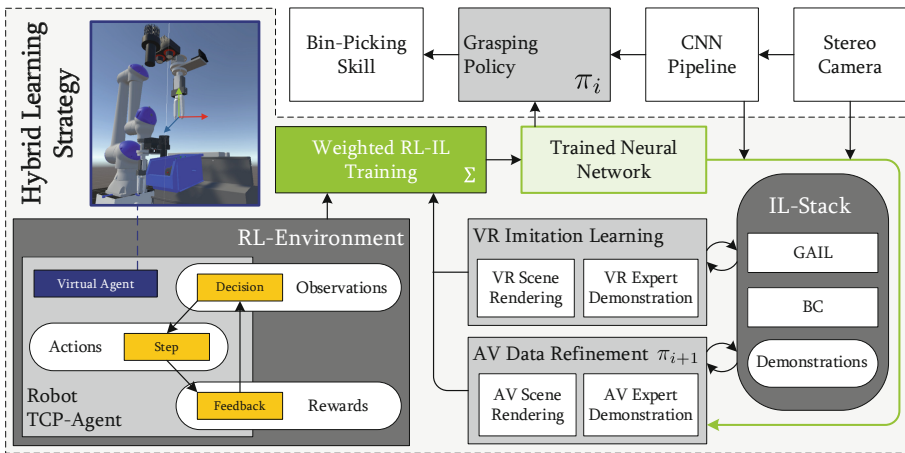 Hybrid Learning
Strategy
Bin-Picking
Skill
Grasping
Policy
π_i
CNN
Pipeline
Stereo
Camera
Weighted RL-IL
Training
Σ
Trained Neural
Network
RL-Environment
Virtual Agent
Decision
Observations
Actions
Step
Feedback
Rewards
Robot
TCP-Agent
VR Imitation Learning
VR Scene
Rendering
VR Expert
Demonstration
AV Data Refinement π_{i+1}
AV Scene
Rendering
AV Expert
Demonstration
IL-Stack
GAIL
BC
Demonstrations